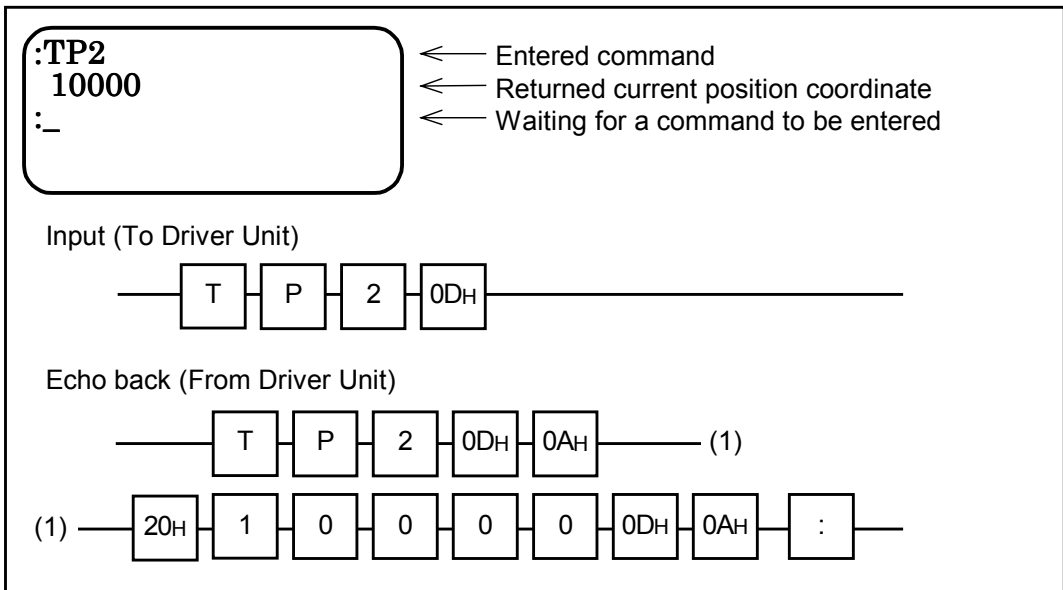 :TP2
10000
:_
Entered command
Returned current position coordinate
Waiting for a command to be entered
Input (To Driver Unit)
T P 2 0DH
Echo back (From Driver Unit)
T P 2 0DH 0AH (1)
(1) 20H 1 0 0 0 0 0DH 0AH :